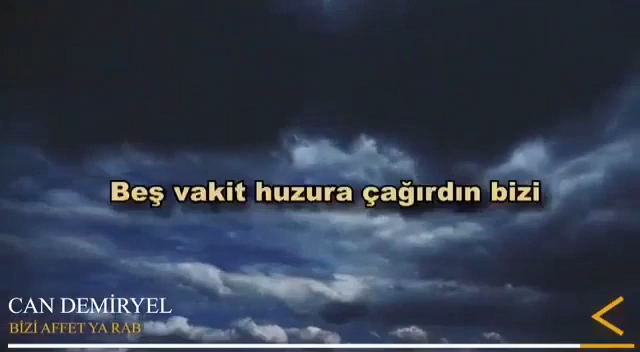 Beş vakit huzura çağırdın bizi
CAN DEMİRYEL
BİZİ AFFET YA RAB